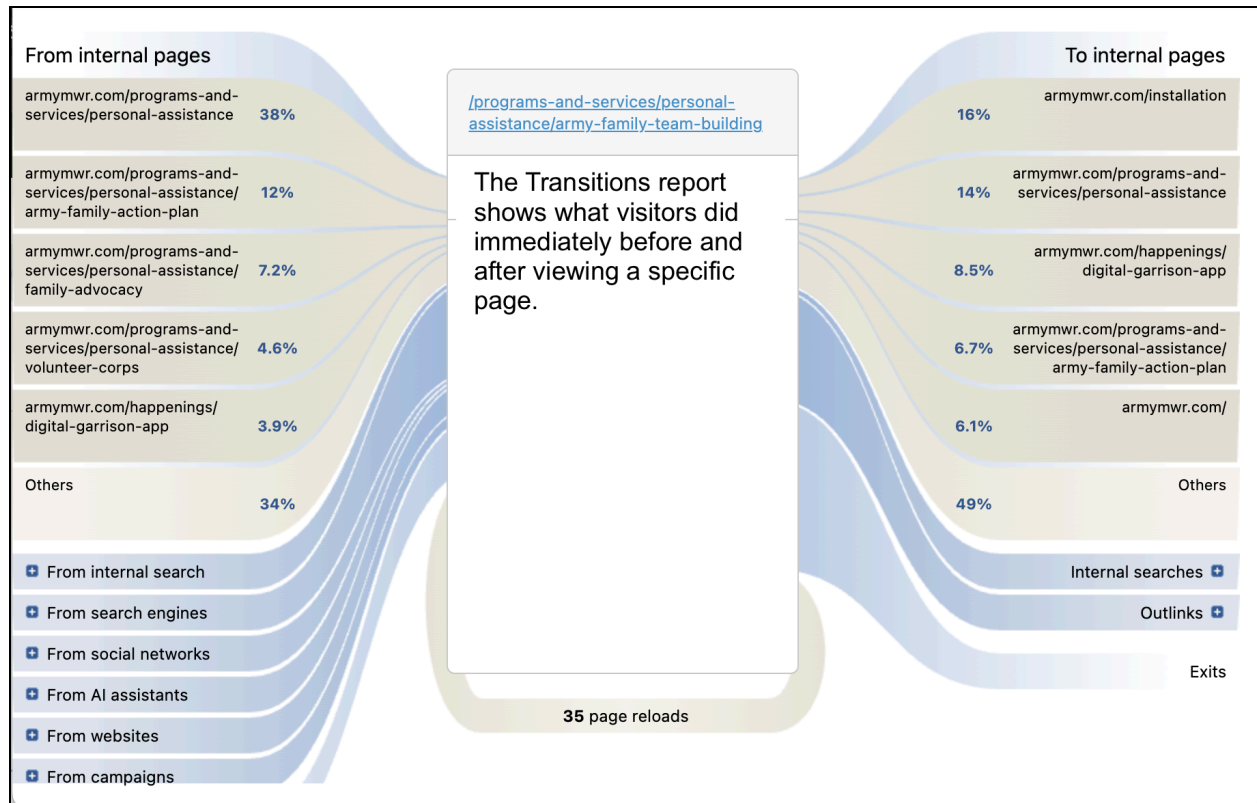 From internal pages
armymwr.com/programs-and-
services/personal-assistance
38%
armymwr.com/programs-and-
services/personal-assistance/
army-family-action-plan
12%
armymwr.com/programs-and-
services/personal-assistance/
family-advocacy
7.2%
armymwr.com/programs-and-
services/personal-assistance/
volunteer-corps
4.6%
armymwr.com/happenings/
digital-garrison-app
3.9%
Others
34%
From internal search
From search engines
From social networks
From AI assistants
From websites
From campaigns
/programs-and-services/personal-
assistance/army-family-team-building
The Transitions report
shows what visitors did
immediately before and
after viewing a specific
page.
35 page reloads
To internal pages
armymwr.com/installation
16%
armymwr.com/programs-and-
services/personal-assistance
14%
armymwr.com/happenings/
digital-garrison-app
8.5%
armymwr.com/programs-and-
services/personal-assistance/
army-family-action-plan
6.7%
armymwr.com/
6.1%
Others
49%
Internal searches
Outlinks
Exits